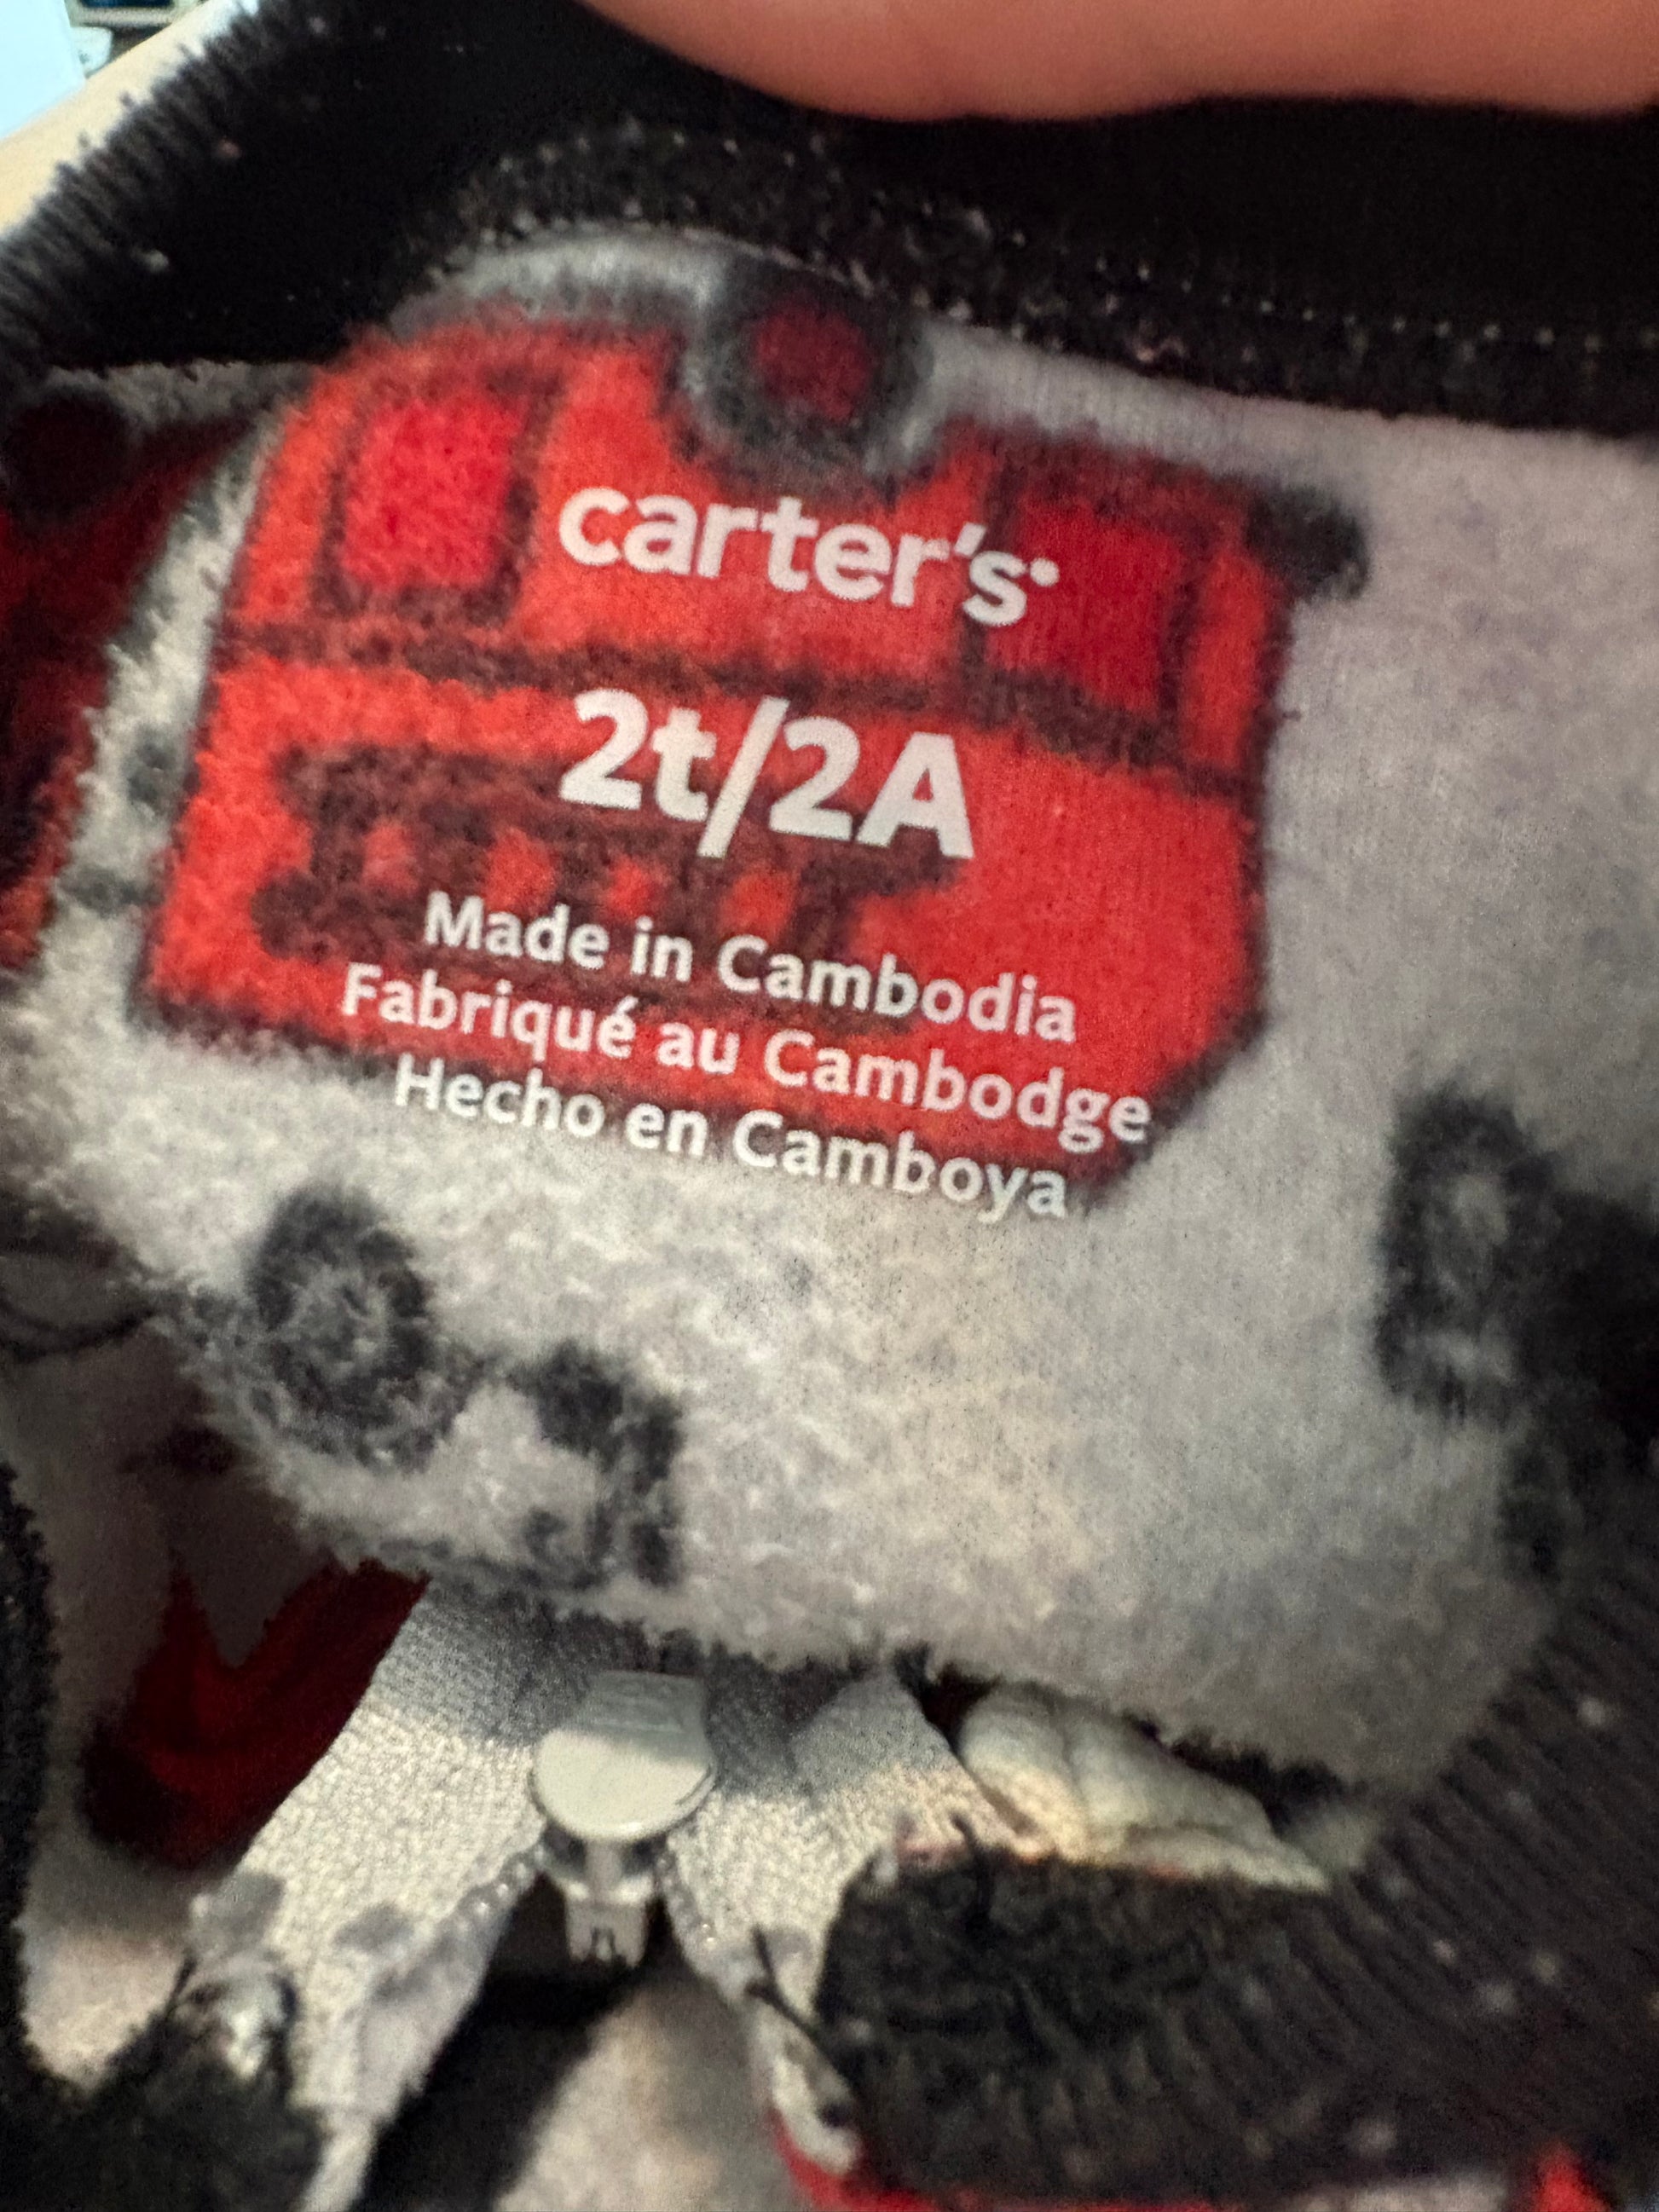 carter's
2t/2A
Made in Cambodia
Fabriqué au Cambodge
Hecho en Camboya